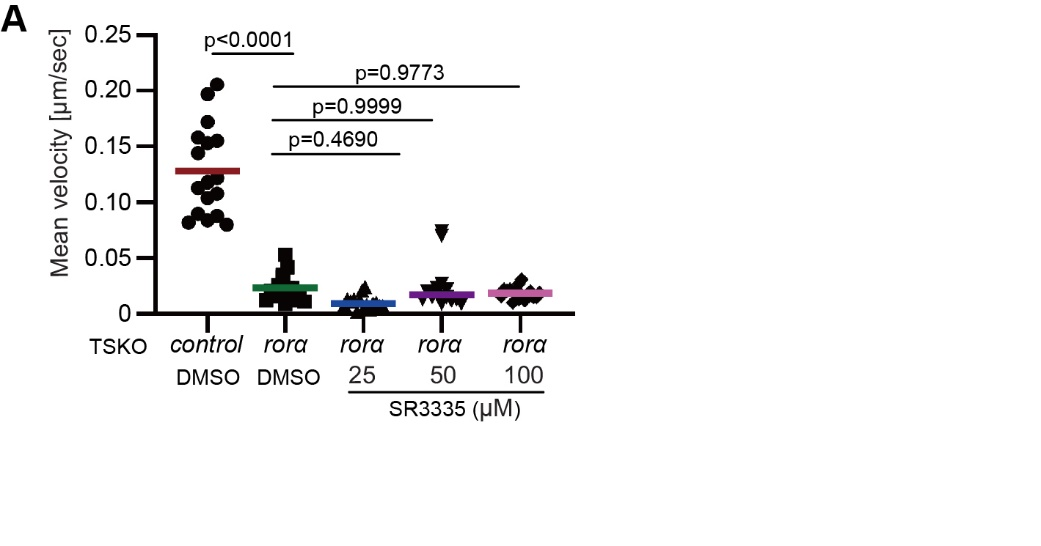 A
Mean velocity [µm/sec]
0.25
0.20
0.15
0.10
0.05
0
p<0.0001
p=0.9773
p=0.9999
p=0.4690
TSKO control rorα rorα rorα rorα
DMSO DMSO 25 50 100
SR3335 (µM)